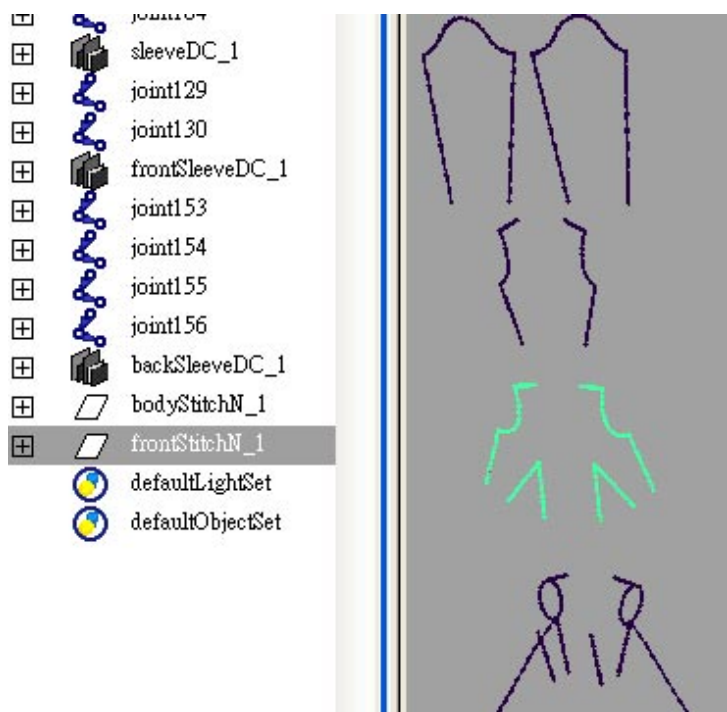 sleeveDC_1
joint129
joint130
frontSleeveDC_1
joint153
joint154
joint155
joint156
backSleeveDC_1
bodyStitchN_1
frontStitchN_1
defaultLightSet
defaultObjectSet